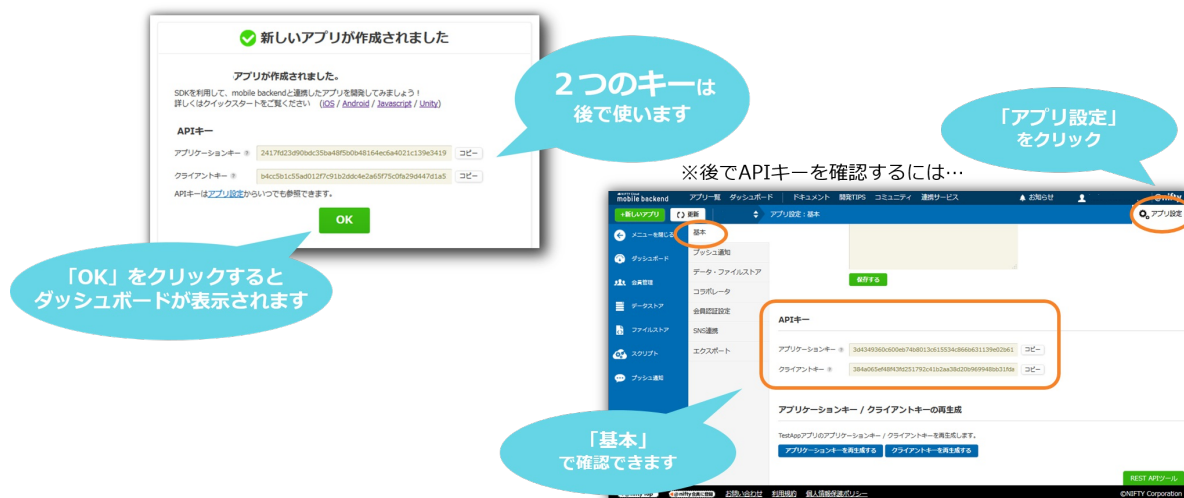 新しいアプリが作成されました
アプリが作成されました。
SDKを利用して、mobile backendと連携したアプリを開発してみましょう！
詳しくはクイックスタートをご覧ください （iOS / Android / Javascript / Unity）
APIキー
アプリケーションキー 2417fd23d90bdc35ba48f5b0b48164ec6a4021c139e3419 コピー
クライアントキー b4cc5b1c55ad012f7c91b2ddc4e2a65f75c0fa29d447d1a5 コピー
APIキーはアプリ設定からいつでも参照できます。
OK
２つのキーは
後で使います
「OK」をクリックすると
ダッシュボードが表示されます
「アプリ設定」
をクリック
※後でAPIキーを確認するには…
mobile backend アプリ一覧 ダッシュボード ドキュメント 開発TIPS コミュニティ 連携サービス お知らせ @nifty
+新しいアプリ 更新 アプリ設定：基本 アプリ設定
メニューを閉じる
ダッシュボード
会員管理
データストア
ファイルストア
スクリプト
プッシュ通知
基本
プッシュ通知
データ・ファイルストア
コラボレータ
会員認証設定
SNS連携
エクスポート
保存する
APIキー
アプリケーションキー 3d4349360c600eb74b8013c615534c866b631139e02b61 コピー
クライアントキー 384a065ef48f43fd251792c41b2aa38d20b969948bb31fde コピー
アプリケーションキー / クライアントキーの再生成
TestAppアプリのアプリケーションキー / クライアントキーを再生成します。
アプリケーションキーを再生成する クライアントキーを再生成する
「基本」
で確認できます
REST APIツール
@nifty Top @nifty会員に登録 お問い合わせ 利用規約 個人情報保護ポリシー ©NIFTY Corporation